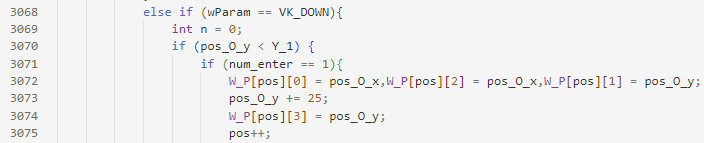 3068 else if (wParam == VK_DOWN){
3069 int n = 0;
3070 if (pos_O_y < Y_1) {
3071 if (num_enter == 1){
3072 W_P[pos][0] = pos_O_x,W_P[pos][2] = pos_O_x,W_P[pos][1] = pos_O_y;
3073 pos_O_y += 25;
3074 W_P[pos][3] = pos_O_y;
3075 pos++;